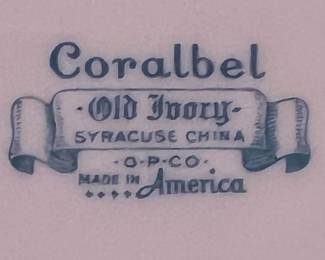 Coralbel
·Old Ivory·
SYRACUSE CHINA
·O·P·CO·
MADE IN America